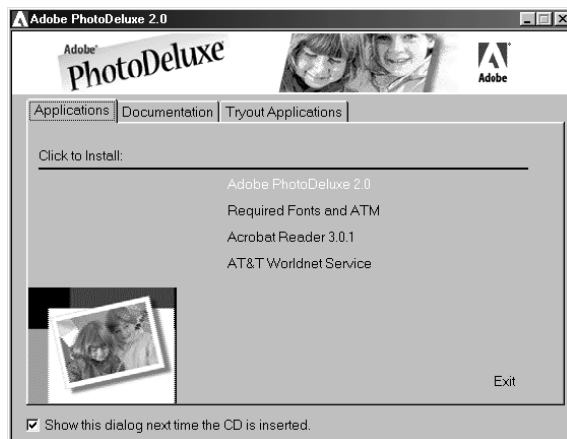 Adobe PhotoDeluxe 2.0
Adobe
PhotoDeluxe
Adobe
Applications Documentation Tryout Applications
Click to Install:
Adobe PhotoDeluxe 2.0
Required Fonts and ATM
Acrobat Reader 3.0.1
AT&T Worldnet Service
Exit
Show this dialog next time the CD is inserted.